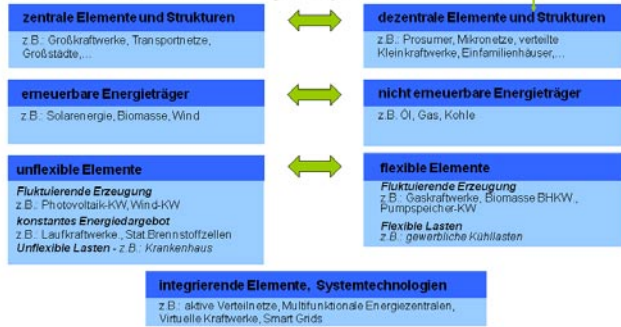 zentrale Elemente und Strukturen
z.B.: Großkraftwerke, Transportnetze,
Großstädte,...
dezentrale Elemente und Strukturen
z.B.: Prosumer, Mikronetze, verteilte
Kleinkraftwerke, Einfamilienhäuser,...
erneuerbare Energieträger
z.B.: Solarenergie, Biomasse, Wind
nicht erneuerbare Energieträger
z.B. Öl, Gas, Kohle
unflexible Elemente
Fluktuierende Erzeugung
z.B.: Photovoltaik-KW, Wind-KW
konstantes Energiedargebot
z.B.: Laufkraftwerke., Stat.Brennstoffzellen
Unflexible Lasten - z.B.: Krankenhaus
flexible Elemente
Fluktuierende Erzeugung
z.B.: Gaskraftwerke, Biomasse BHKW.,
Pumpspeicher-KW
Flexible Lasten
z.B.: gewerbliche Kühllasten
integrierende Elemente, Systemtechnologien
z.B.: aktive Verteilnetze, Multifunktionale Energiezentralen,
Virtuelle Kraftwerke, Smart Grids